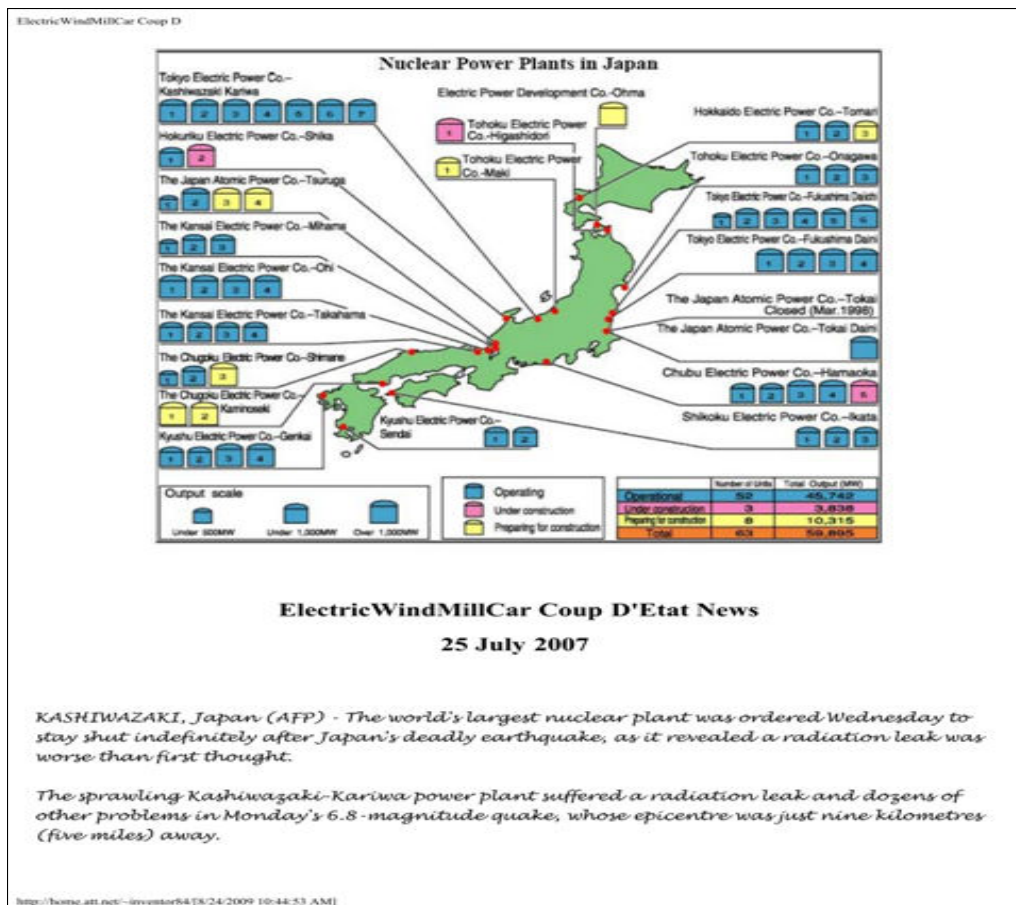 ElectricWindMillCar Coup D
Nuclear Power Plants in Japan
Tokyo Electric Power Co.–
Kashiwazaki Kariwa
1 2 3 4 5 6 7
Hokuriku Electric Power Co.–Shika
1 2
The Japan Atomic Power Co.–Tsuruga
1 2 3 4
The Kansai Electric Power Co.–Mihama
1 2 3
The Kansai Electric Power Co.–Ohi
1 2 3 4
The Kansai Electric Power Co.–Takahama
1 2 3 4
The Chugoku Electric Power Co.–Shimane
1 2 3
The Chugoku Electric Power Co.–
Kaminoseki
1 2
Kyushu Electric Power Co.–Genkai
1 2 3 4
Electric Power Development Co.–Ohma
Tohoku Electric Power
Co.–Higashidori
1
Tohoku Electric Power
Co.–Maki
1
Hokkaido Electric Power Co.–Tomari
1 2 3
Tohoku Electric Power Co.–Onagawa
1 2 3
Tokyo Electric Power Co.–Fukushima Daiichi
1 2 3 4 5 6
Tokyo Electric Power Co.–Fukushima Daini
1 2 3 4
The Japan Atomic Power Co.–Tokai
Closed (Mar.1998)
The Japan Atomic Power Co.–Tokai Daini
Chubu Electric Power Co.–Hamaoka
1 2 3 4 5
Shikoku Electric Power Co.–Ikata
1 2 3
Kyushu Electric Power Co.–
Sendai
1 2
Output scale
Under 500MW Under 1,000MW Over 1,000MW
Operating
Under construction
Preparing for construction
Number of Units Total Output (MW)
Operational 52 45,742
Under construction 3 3,838
Preparing for construction 8 10,315
Total 63 59,895
ElectricWindMillCar Coup D'Etat News
25 July 2007
KASHIWAZAKI, Japan (AFP) - The world's largest nuclear plant was ordered Wednesday to
stay shut indefinitely after Japan's deadly earthquake, as it revealed a radiation leak was
worse than first thought.
The sprawling Kashiwazaki-Kariwa power plant suffered a radiation leak and dozens of
other problems in Monday's 6.8-magnitude quake, whose epicentre was just nine kilometres
(five miles) away.
http://home.att.net/~inventor84/[8/24/2009 10:44:53 AM]